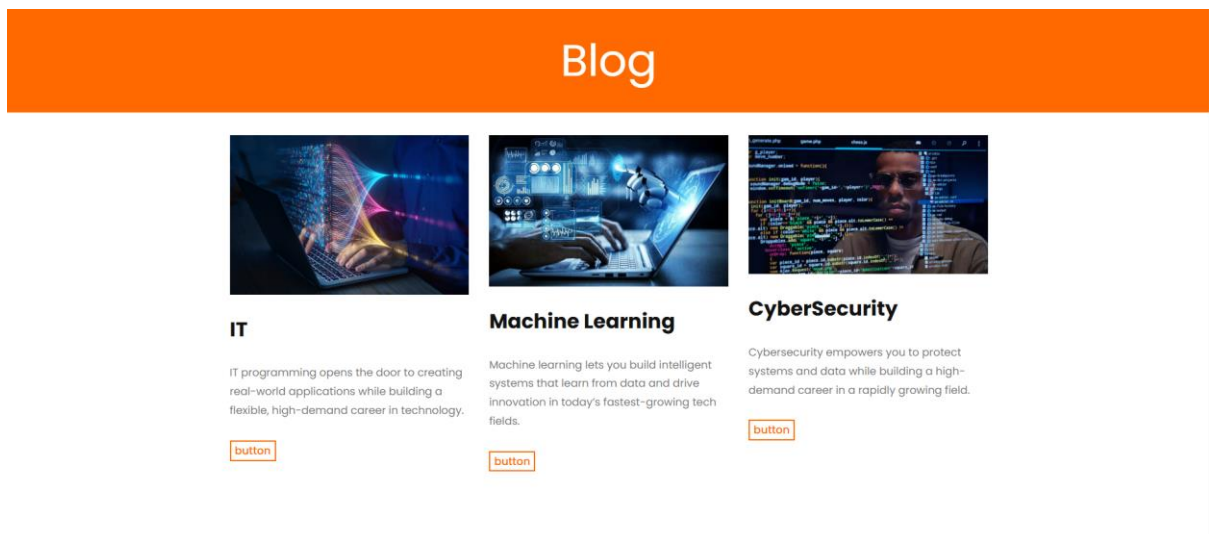 Blog
IT
IT programming opens the door to creating
real-world applications while building a
flexible, high-demand career in technology.
button
Machine Learning
Machine learning lets you build intelligent
systems that learn from data and drive
innovation in today's fastest-growing tech
fields.
button
CyberSecurity
Cybersecurity empowers you to protect
systems and data while building a high-
demand career in a rapidly growing field.
button